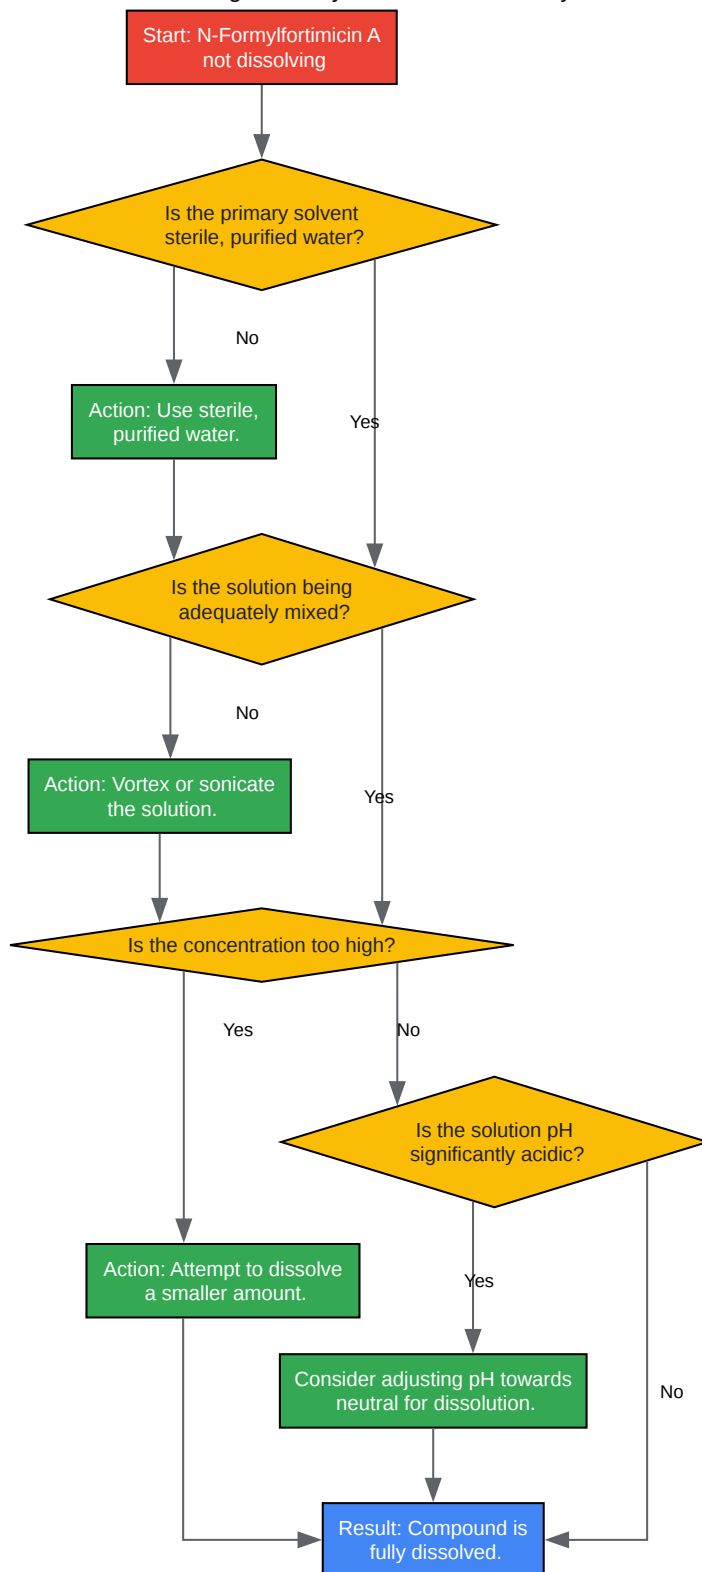 Start: N-Formylfortimicin A
not dissolving
Is the primary solvent
sterile, purified water?
No
Action: Use sterile,
purified water.
Yes
Is the solution being
adequately mixed?
No
Action: Vortex or sonicate
the solution.
Yes
Is the concentration too high?
Yes
No
Is the solution pH
significantly acidic?
Action: Attempt to dissolve
a smaller amount.
Yes
Consider adjusting pH towards
neutral for dissolution.
No
Result: Compound is
fully dissolved.